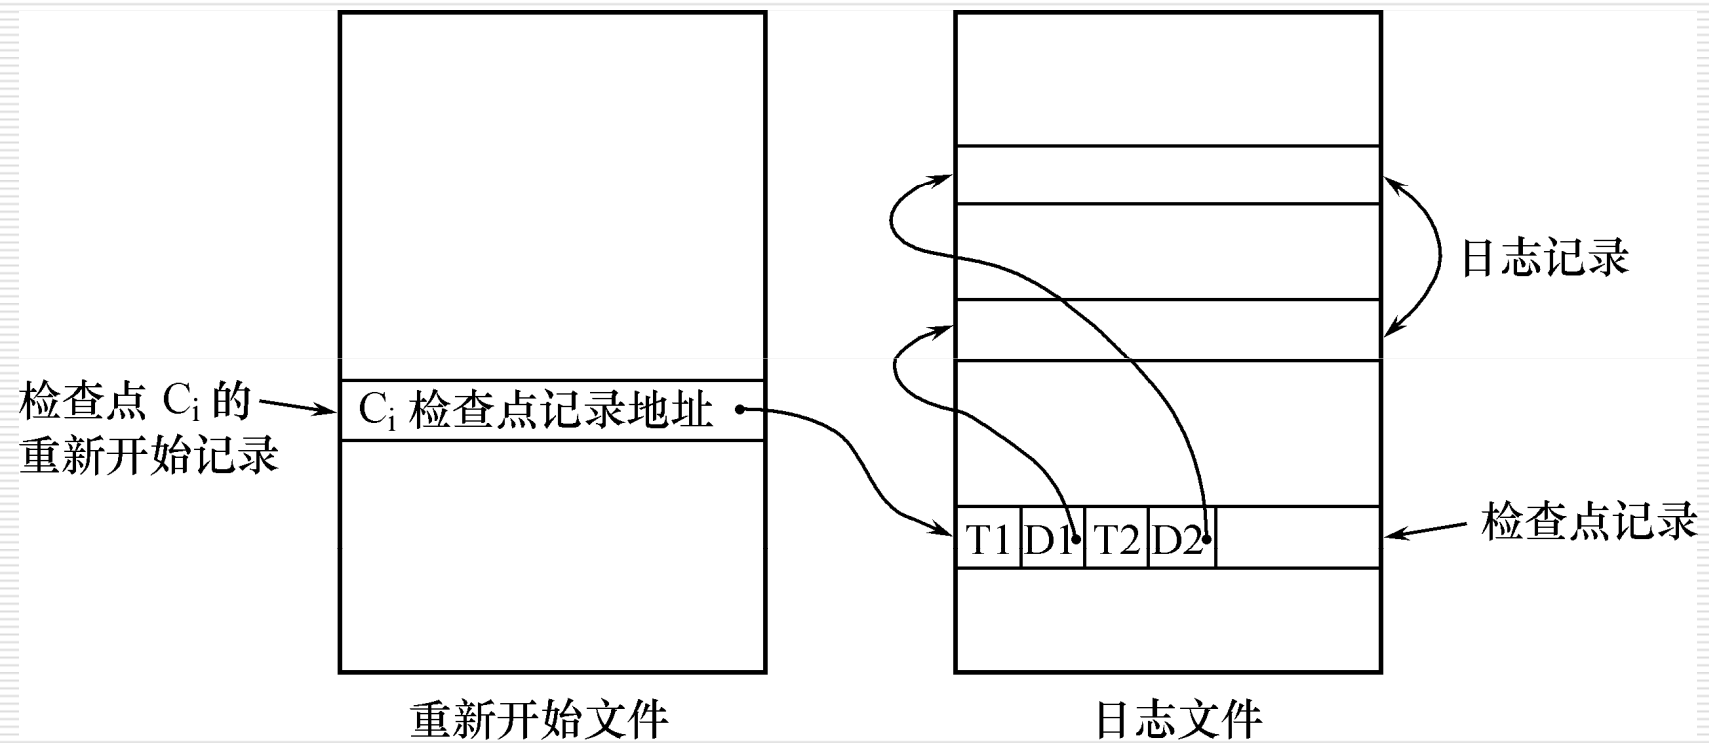 检查点 Ci 的
重新开始记录
Ci 检查点记录地址
重新开始文件
日志记录
T1 D1 T2 D2
检查点记录
日志文件